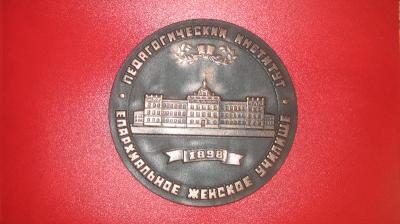 ПЕДАГОГИЧЕСКИЙ ИНСТИТУТ
1898
ЕПАРХИАЛЬНОЕ ЖЕНСКОЕ УЧИЛИЩЕ